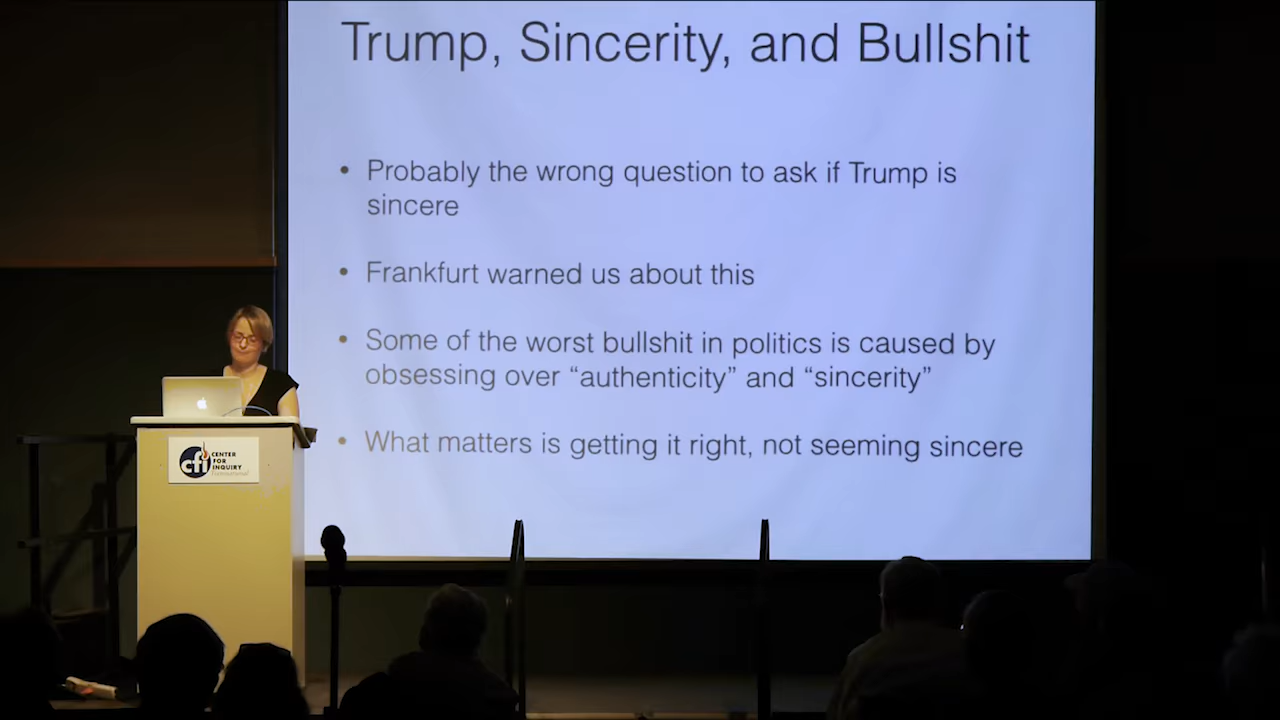 Trump, Sincerity, and Bullshit
• Probably the wrong question to ask if Trump is
sincere
• Frankfurt warned us about this
• Some of the worst bullshit in politics is caused by
obsessing over “authenticity” and “sincerity”
• What matters is getting it right, not seeming sincere
cfi
CENTER
FOR
INQUIRY